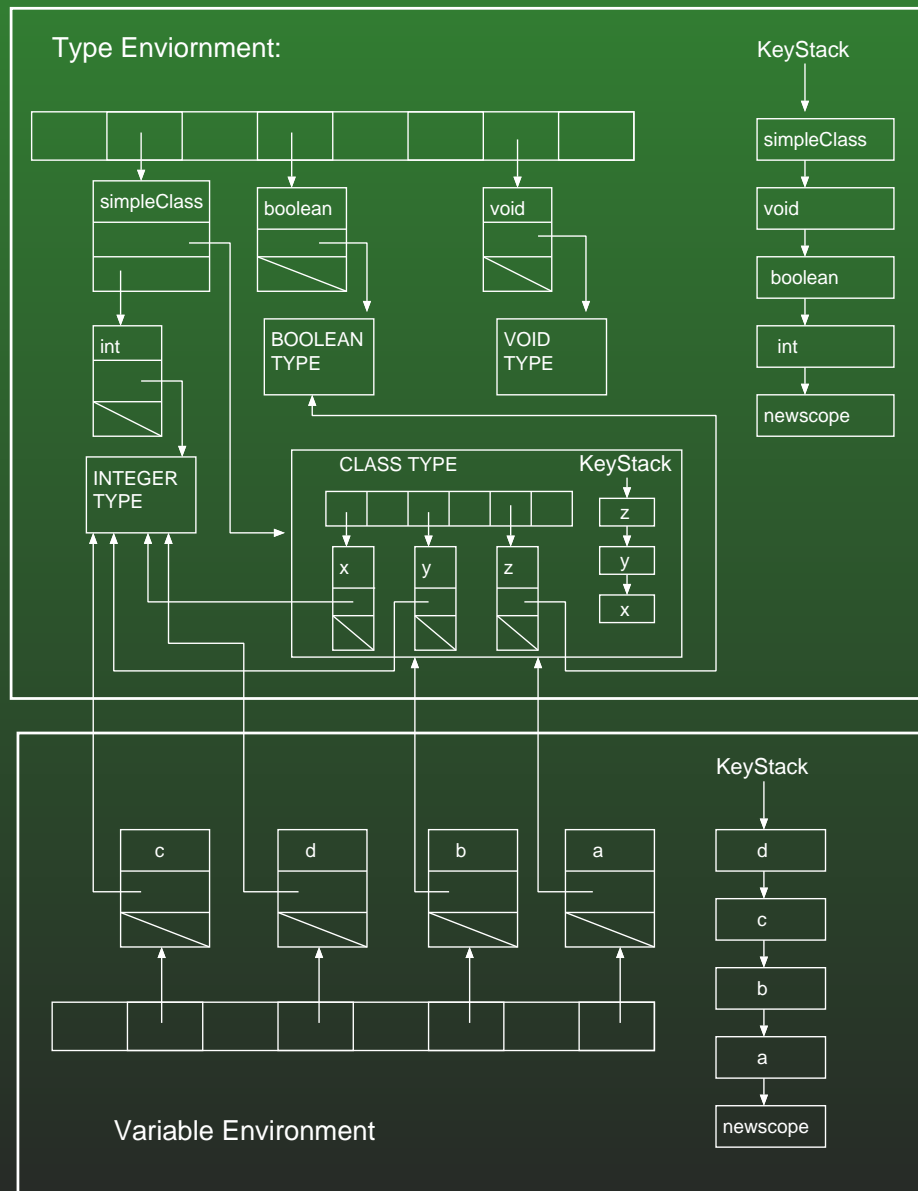 Type Enviornment:
KeyStack
simpleClass
void
boolean
int
newscope
simpleClass
boolean
void
int
BOOLEAN
TYPE
VOID
TYPE
INTEGER
TYPE
CLASS TYPE
KeyStack
z
y
x
x
y
z
KeyStack
d
c
b
a
newscope
c
d
b
a
Variable Environment